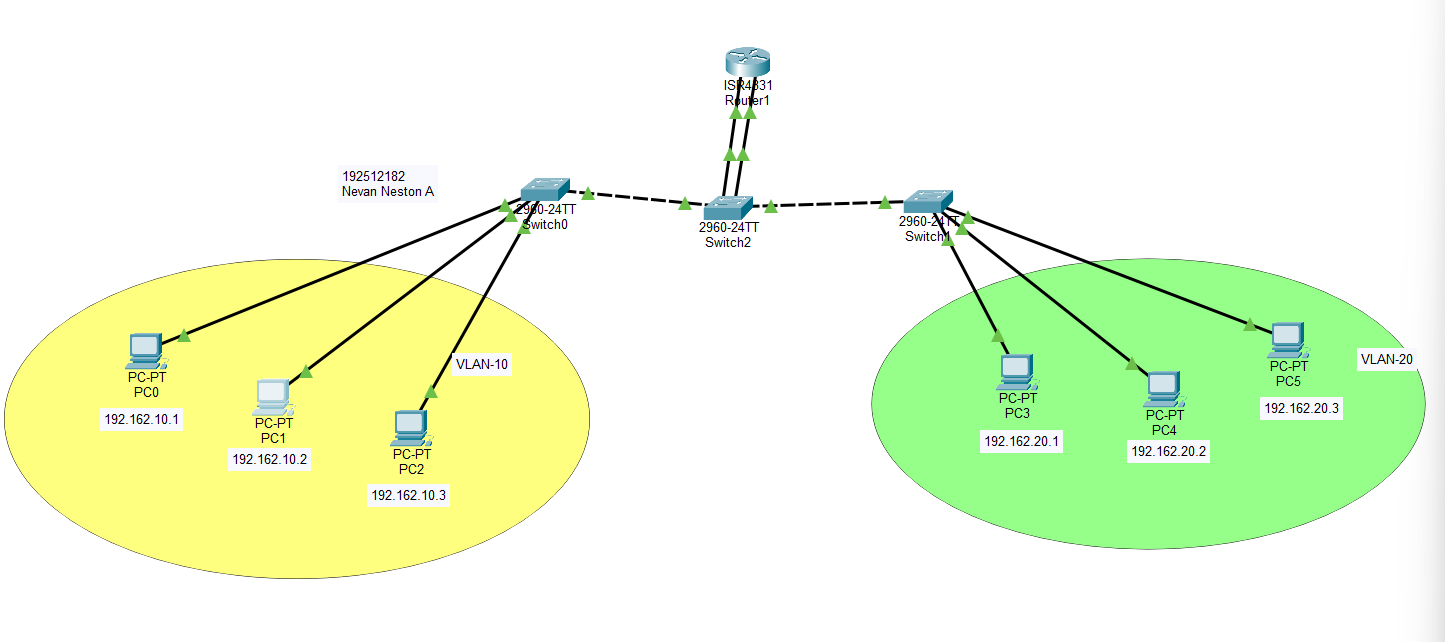 ISR4331
Router1
192512182
Nevan Neston A
2960-24TT
Switch0
2960-24TT
Switch2
2960-24TT
Switch1
VLAN-10
VLAN-20
PC-PT
PC0
192.162.10.1
PC-PT
PC1
192.162.10.2
PC-PT
PC2
192.162.10.3
PC-PT
PC3
192.162.20.1
PC-PT
PC4
192.162.20.2
PC-PT
PC5
192.162.20.3